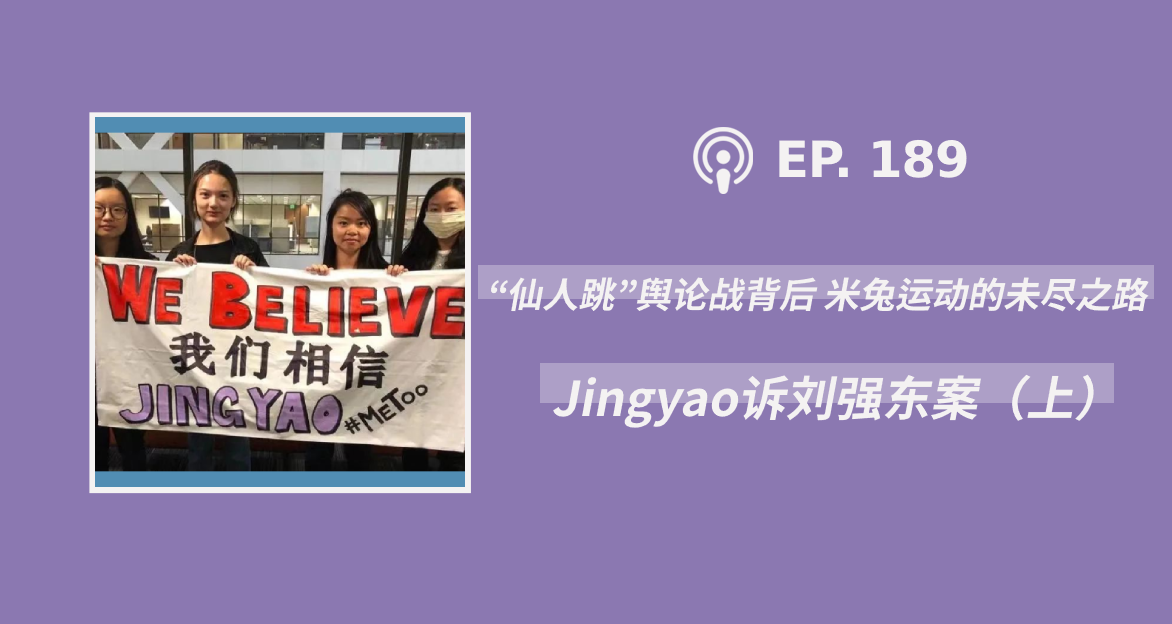 WE BELIEVE
我们相信
JINGYAO #METOO
EP. 189
“仙人跳”舆论战背后 米兔运动的未尽之路
Jingyao诉刘强东案（上）